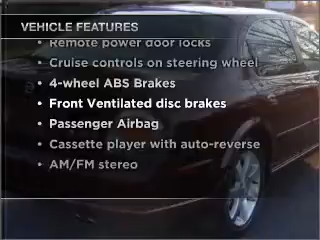 VEHICLE FEATURES
• Remote power door locks
• Cruise controls on steering wheel
• 4-wheel ABS Brakes
• Front Ventilated disc brakes
• Passenger Airbag
• Cassette player with auto-reverse
• AM/FM stereo